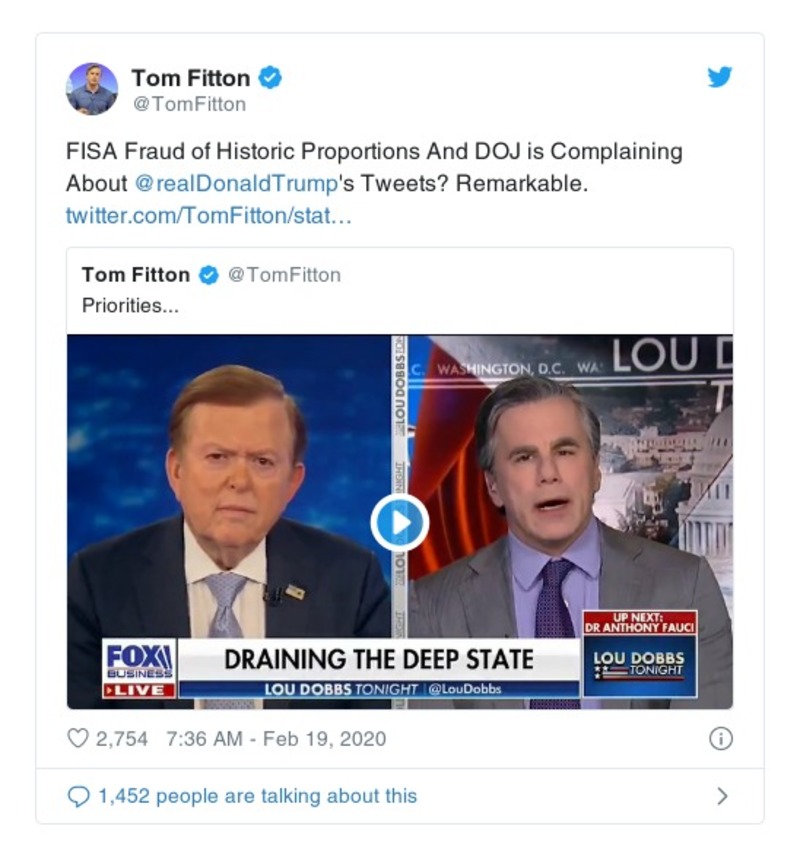 Tom Fitton
@TomFitton
FISA Fraud of Historic Proportions And DOJ is Complaining
About @realDonaldTrump's Tweets? Remarkable.
twitter.com/TomFitton/stat…
Tom Fitton @TomFitton
Priorities...
LOU DOBBS TONIGHT
.C. WASHINGTON, D.C. WA
LOU D
T
UP NEXT:
DR ANTHONY FAUCI
FOX
BUSINESS
LIVE
DRAINING THE DEEP STATE
LOU DOBBS TONIGHT @LouDobbs
LOU DOBBS
TONIGHT
2,754 7:36 AM - Feb 19, 2020
1,452 people are talking about this